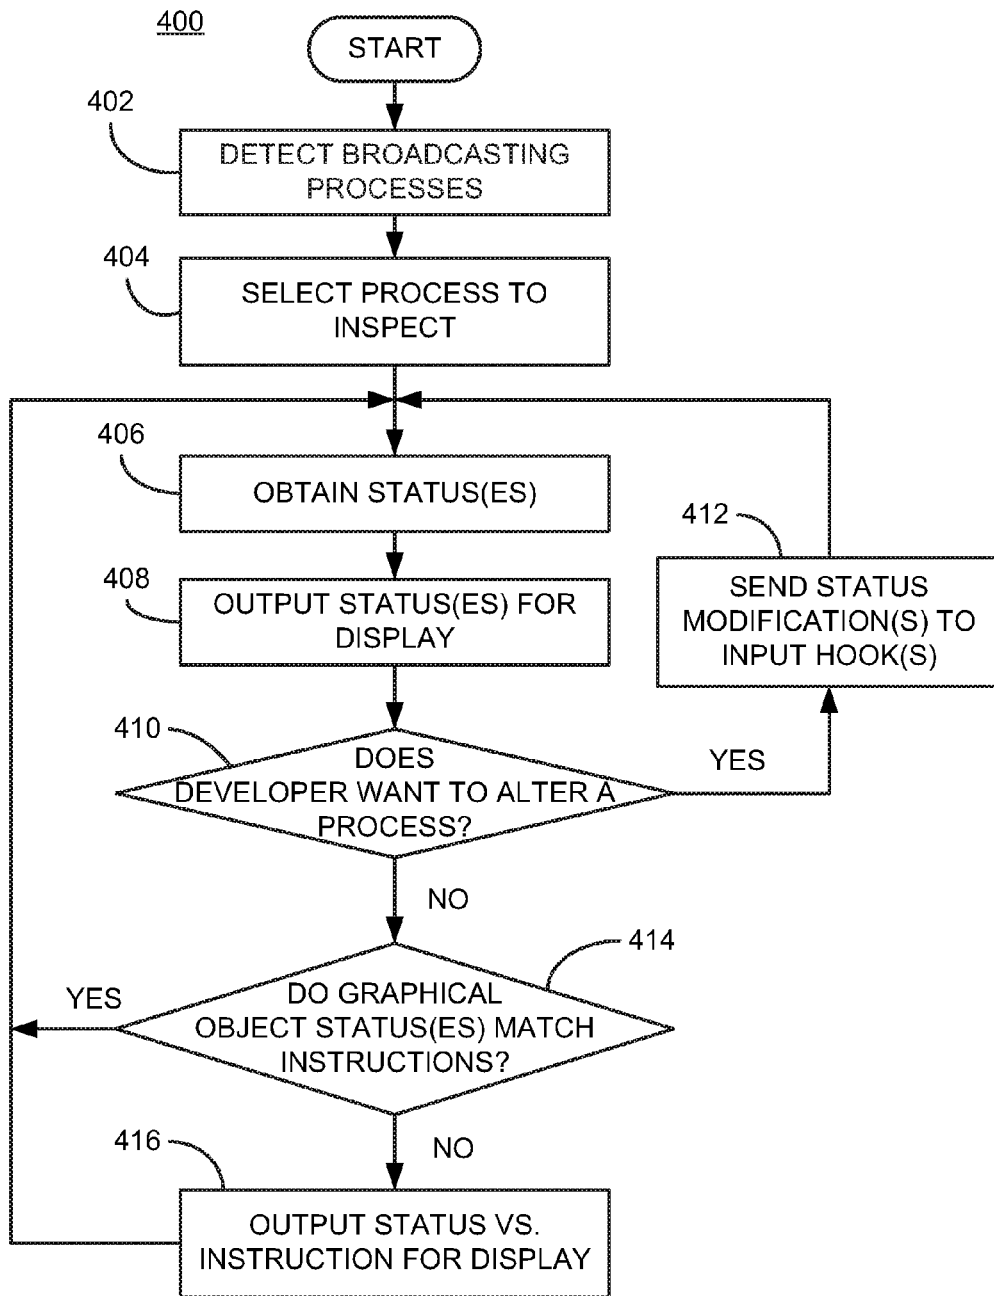 400
START
402
DETECT BROADCASTING
PROCESSES
404
SELECT PROCESS TO
INSPECT
406
OBTAIN STATUS(ES)
408
OUTPUT STATUS(ES) FOR
DISPLAY
412
SEND STATUS
MODIFICATION(S) TO
INPUT HOOK(S)
410
DOES
DEVELOPER WANT TO ALTER A
PROCESS?
YES
NO
414
DO GRAPHICAL
OBJECT STATUS(ES) MATCH
INSTRUCTIONS?
YES
NO
416
OUTPUT STATUS VS.
INSTRUCTION FOR DISPLAY